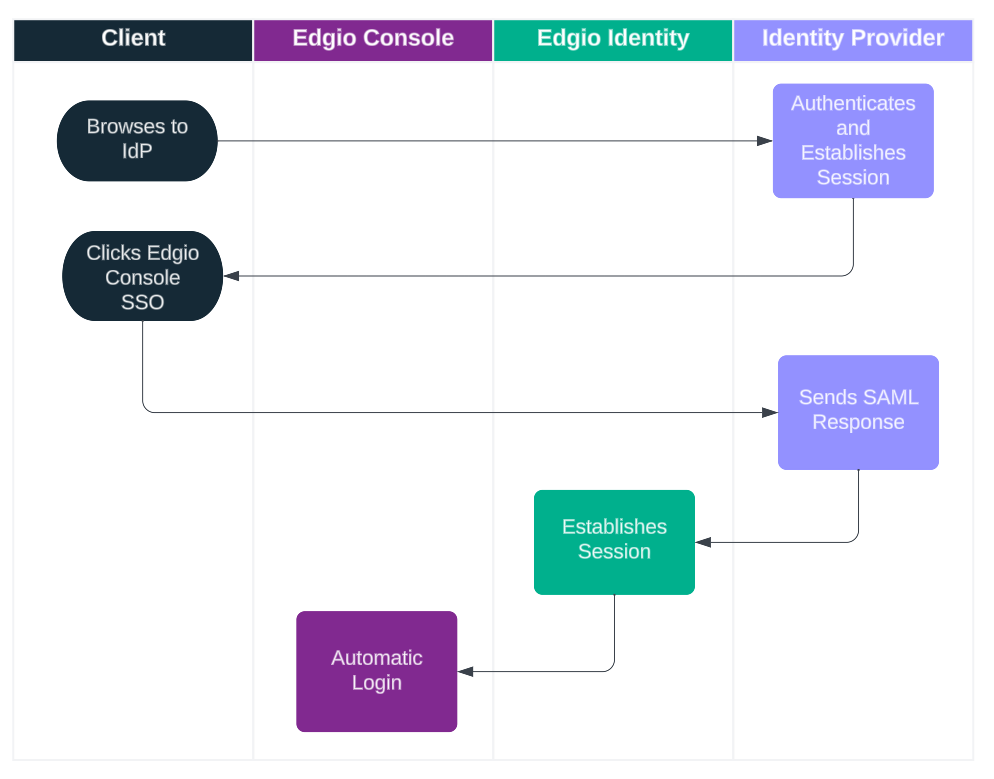 Client
Edgio Console
Edgio Identity
Identity Provider
Browses to
IdP
Authenticates
and
Establishes
Session
Clicks Edgio
Console
SSO
Sends SAML
Response
Establishes
Session
Automatic
Login